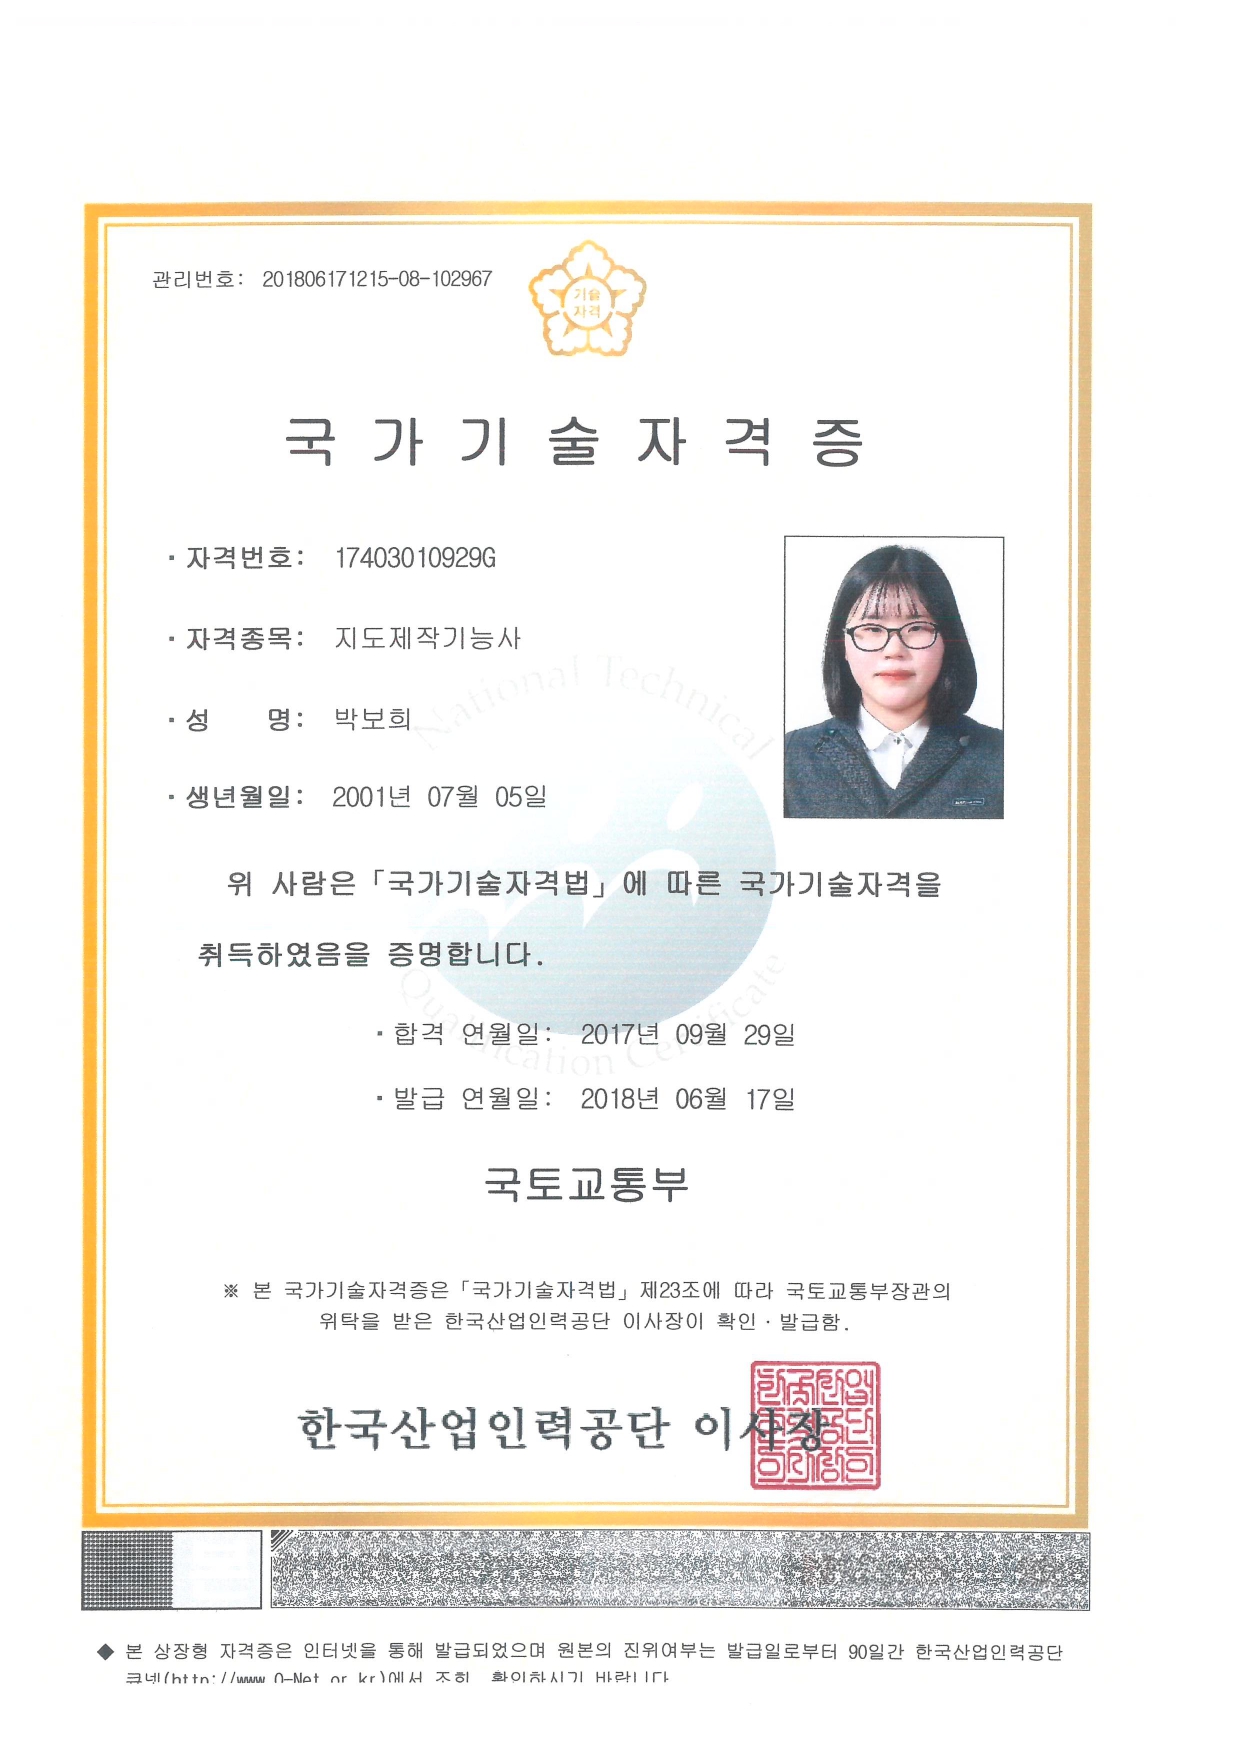 관리번호: 201806171215-08-102967
기술
자격
국가기술자격증
· 자격번호: 17403010929G
· 자격종목: 지도제작기능사
· 성 명: 박보희
· 생년월일: 2001년 07월 05일
National Technical
위 사람은「국가기술자격법」에 따른 국가기술자격을
취득하였음을 증명합니다.
Qualification Certificate
· 합격 연월일: 2017년 09월 29일
· 발급 연월일: 2018년 06월 17일
국토교통부
※ 본 국가기술자격증은「국가기술자격법」제23조에 따라 국토교통부장관의
위탁을 받은 한국산업인력공단 이사장이 확인·발급함.
한국산업인력공단 이사장
◆ 본 상장형 자격증은 인터넷을 통해 발급되었으며 원본의 진위여부는 발급일로부터 90일간 한국산업인력공단
큐넷(http://www.Q-Net.or.kr)에서 조회, 확인하시기 바랍니다